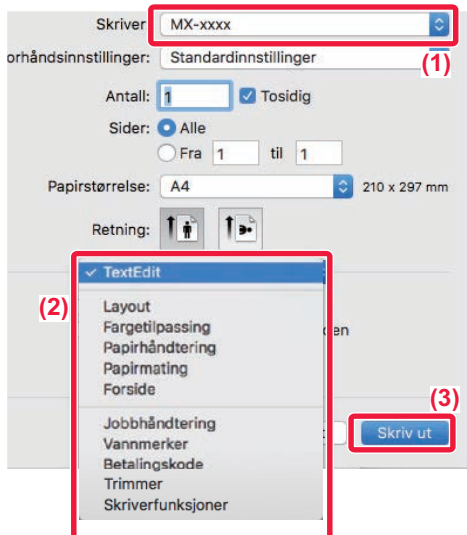 Skriver MX-xxxx
orhåndsinnstillinger: Standardinnstillinger
(1)
Antall: 1 Tosidig
Sider: Alle
Fra 1 til 1
Papirstørrelse: A4 210 x 297 mm
Retning:
✓ TextEdit
(2)
Layout
Fargetilpassing
en
Papirhåndtering
Papirmating
Forside
(3)
Jobbhåndtering
Skriv ut
Vannmerker
Betalingskode
Trimmer
Skriverfunksjoner